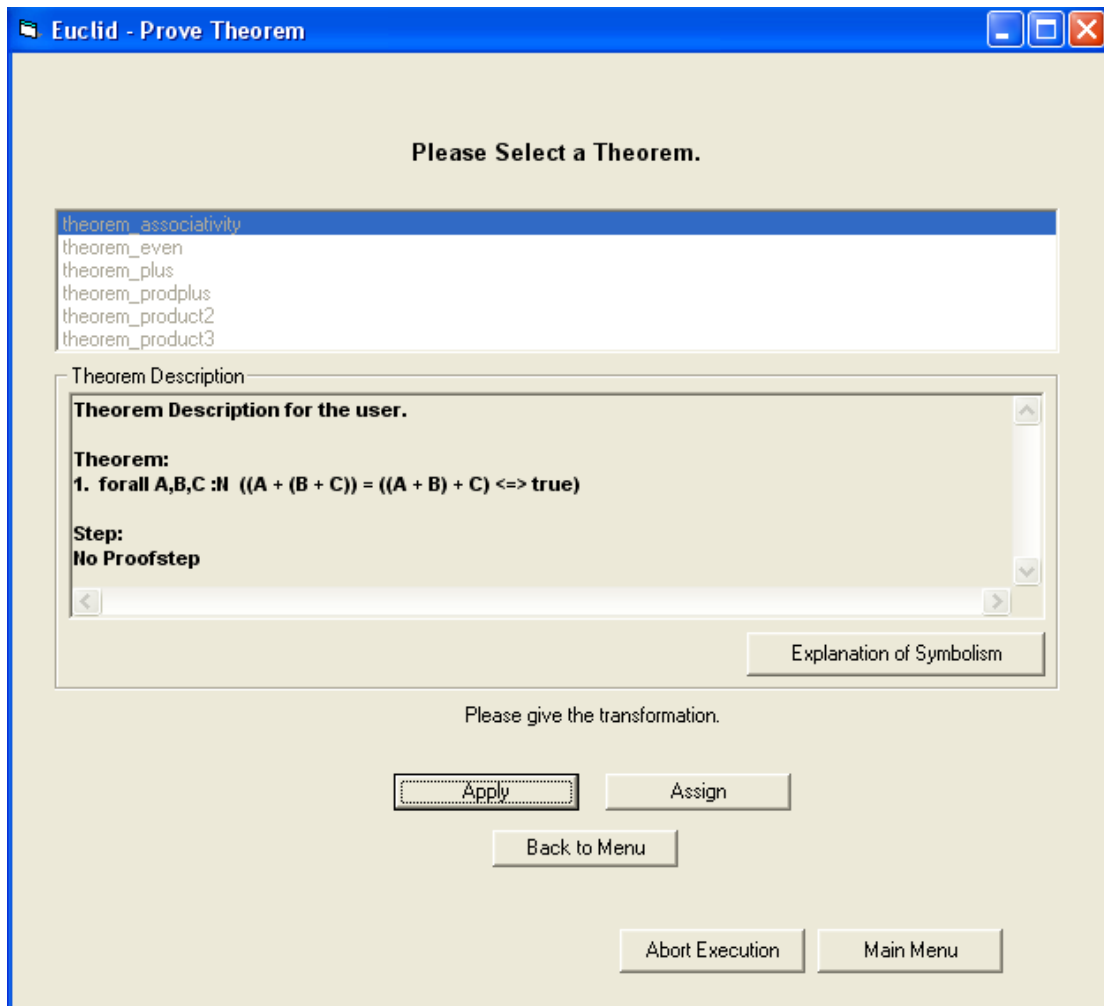 Euclid - Prove Theorem
Please Select a Theorem.
theorem_associativity
theorem_even
theorem_plus
theorem_prodplus
theorem_product2
theorem_product3
Theorem Description
Theorem Description for the user.
Theorem:
1. forall A,B,C :N ((A + (B + C)) = ((A + B) + C) <=> true)
Step:
No Proofstep
Explanation of Symbolism
Please give the transformation.
Apply Assign
Back to Menu
Abort Execution Main Menu